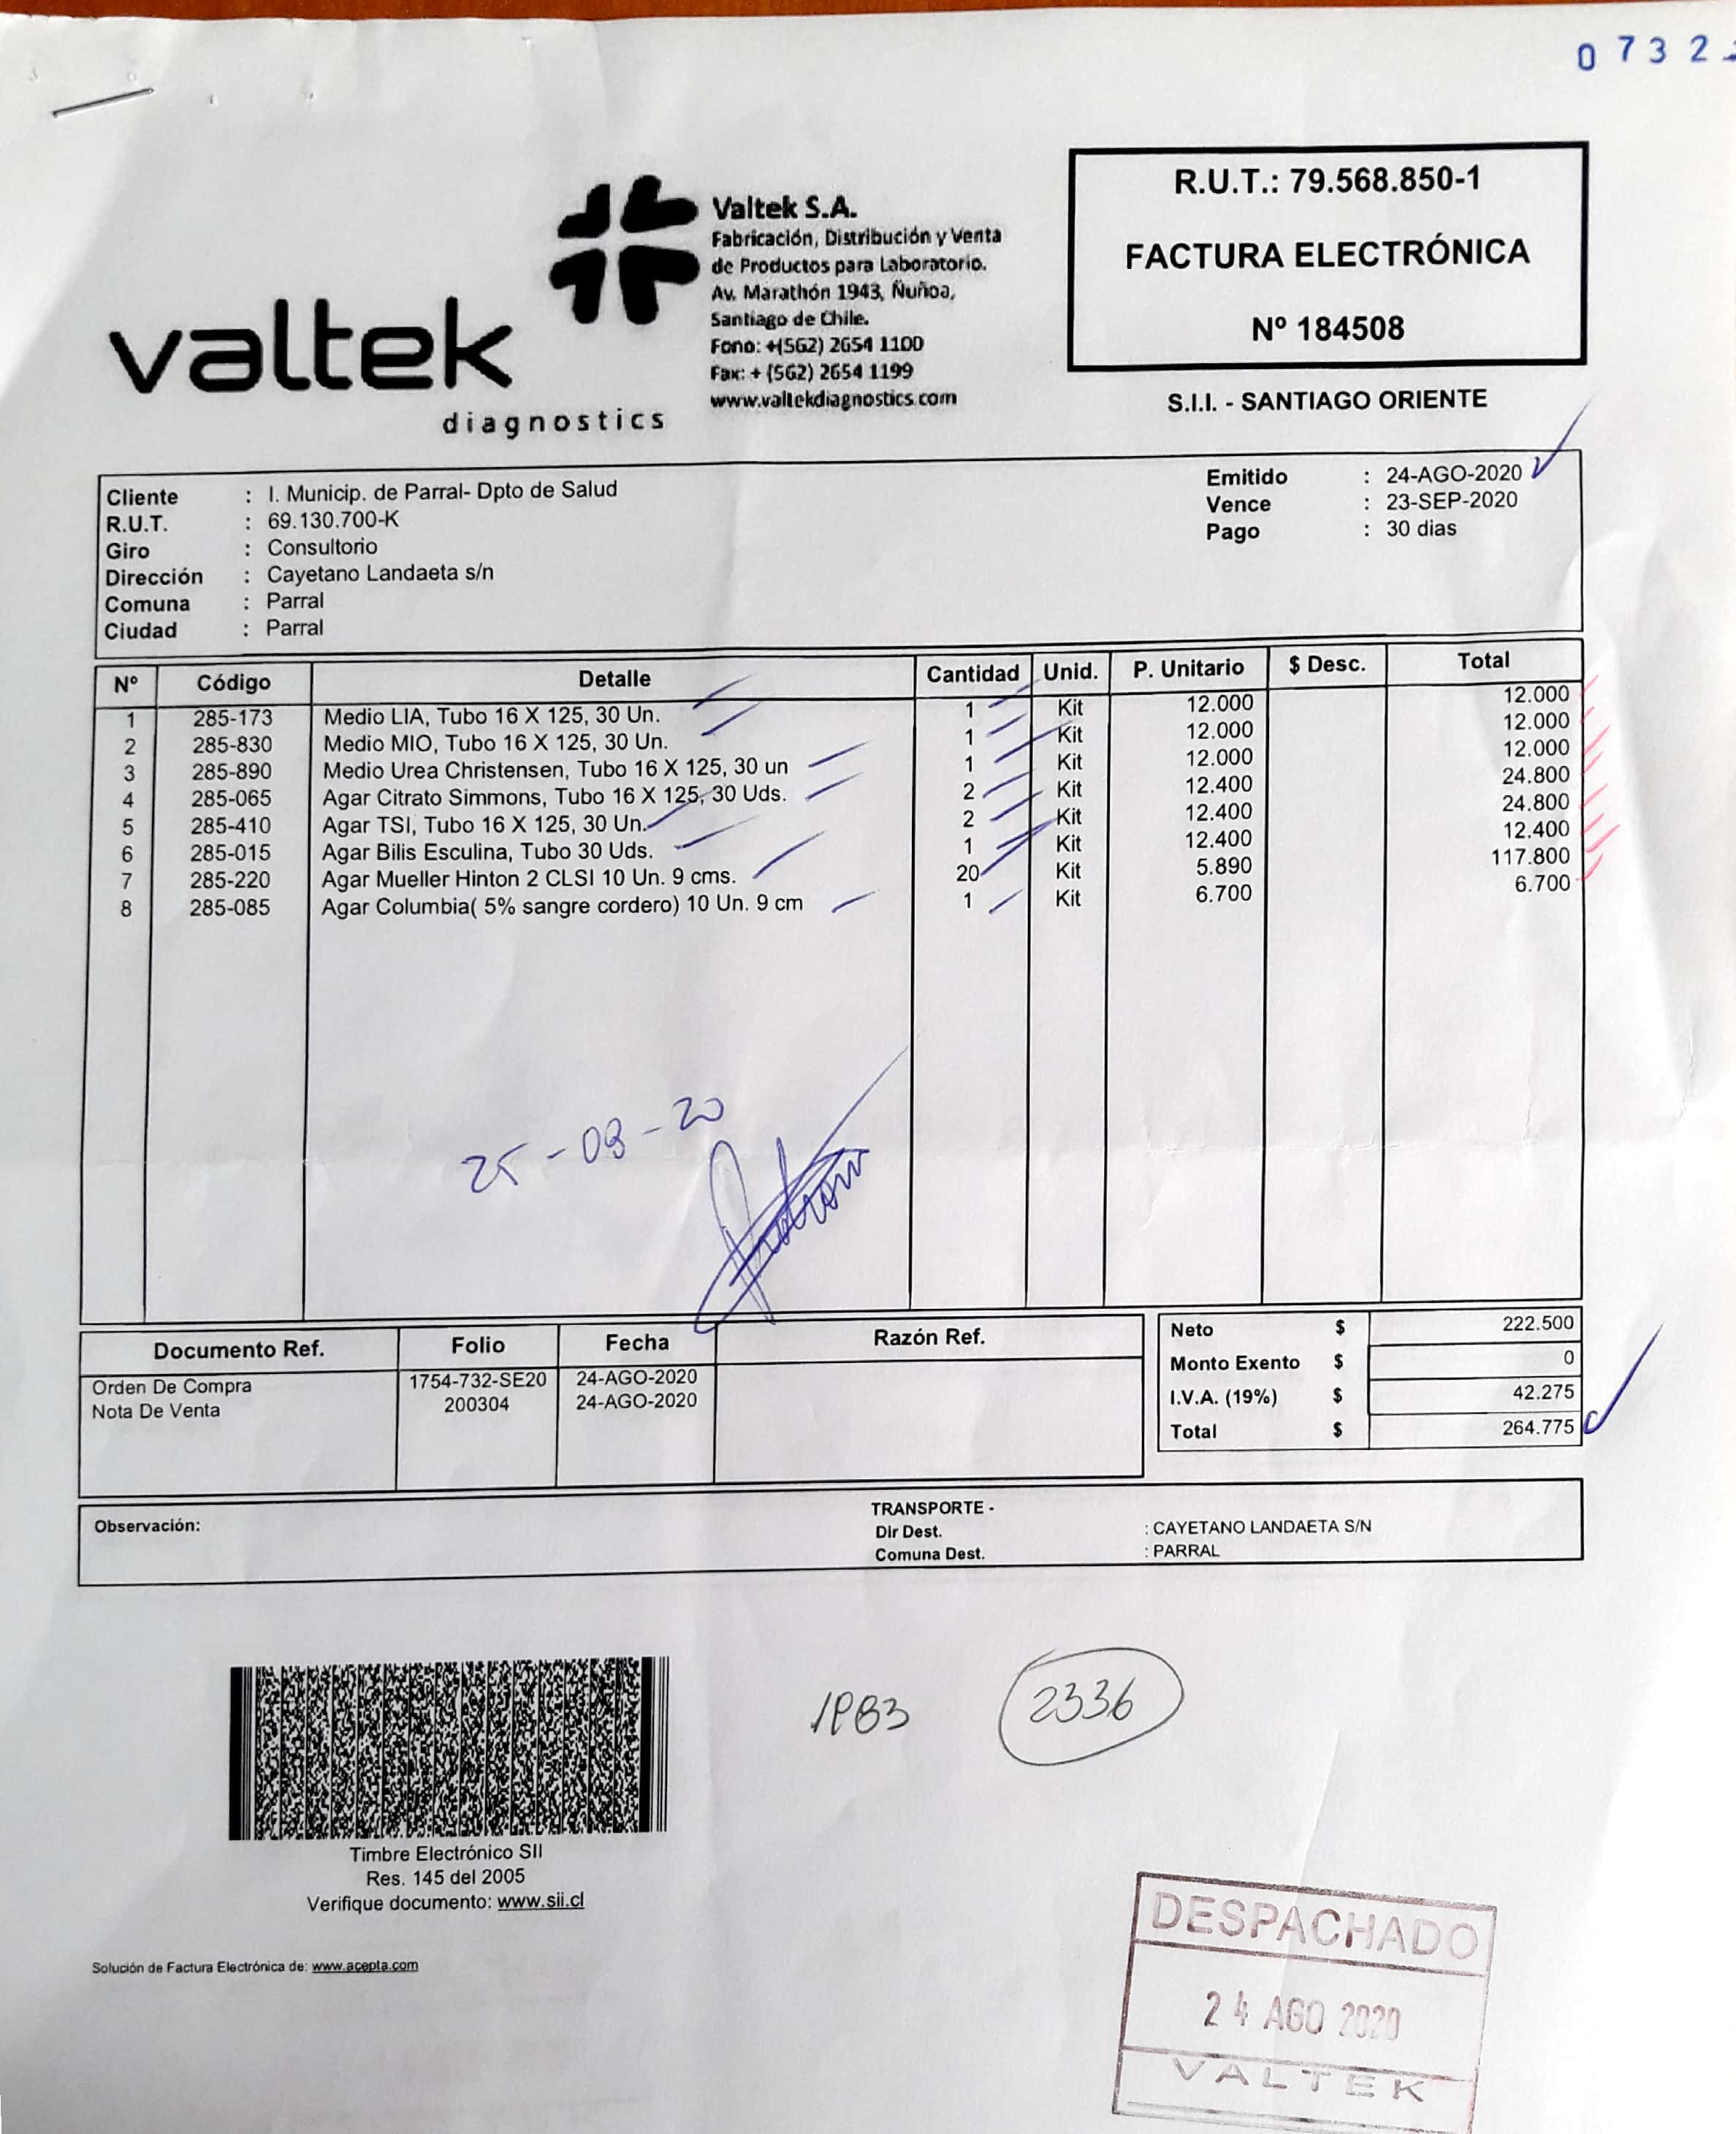 0 7 3 2
valtek
diagnostics
Valtek S.A.
Fabricación, Distribución y Venta
de Productos para Laboratorio.
Av. Marathón 1943, Ñuñoa,
Santiago de Chile.
Fono: +(562) 2654 1100
Fax: + (562) 2654 1199
www.valtekdiagnostics.com
R.U.T.: 79.568.850-1
FACTURA ELECTRÓNICA
Nº 184508
S.I.I. - SANTIAGO ORIENTE
Cliente : I. Municip. de Parral- Dpto de Salud
R.U.T. : 69.130.700-K
Giro : Consultorio
Dirección : Cayetano Landaeta s/n
Comuna : Parral
Ciudad : Parral
Emitido : 24-AGO-2020
Vence : 23-SEP-2020
Pago : 30 dias
Nº Código Detalle Cantidad Unid. P. Unitario $ Desc. Total
1 285-173 Medio LIA, Tubo 16 X 125, 30 Un. 1 Kit 12.000 12.000
2 285-830 Medio MIO, Tubo 16 X 125, 30 Un. 1 Kit 12.000 12.000
3 285-890 Medio Urea Christensen, Tubo 16 X 125, 30 un 1 Kit 12.000 12.000
4 285-065 Agar Citrato Simmons, Tubo 16 X 125, 30 Uds. 2 Kit 12.400 24.800
5 285-410 Agar TSI, Tubo 16 X 125, 30 Un. 2 Kit 12.400 24.800
6 285-015 Agar Bilis Esculina, Tubo 30 Uds. 1 Kit 12.400 12.400
7 285-220 Agar Mueller Hinton 2 CLSI 10 Un. 9 cms. 20 Kit 5.890 117.800
8 285-085 Agar Columbia( 5% sangre cordero) 10 Un. 9 cm 1 Kit 6.700 6.700
25-08-20
Documento Ref. Folio Fecha Razón Ref.
Orden De Compra 1754-732-SE20 24-AGO-2020
Nota De Venta 200304 24-AGO-2020
Neto $ 222.500
Monto Exento $ 0
I.V.A. (19%) $ 42.275
Total $ 264.775
Observación:
TRANSPORTE -
Dir Dest. : CAYETANO LANDAETA S/N
Comuna Dest. : PARRAL
2336
Timbre Electrónico SII
Res. 145 del 2005
Verifique documento: www.sii.cl
Solución de Factura Electrónica de: www.acepta.com
DESPACHADO
24 AGO 2020
VALTEK